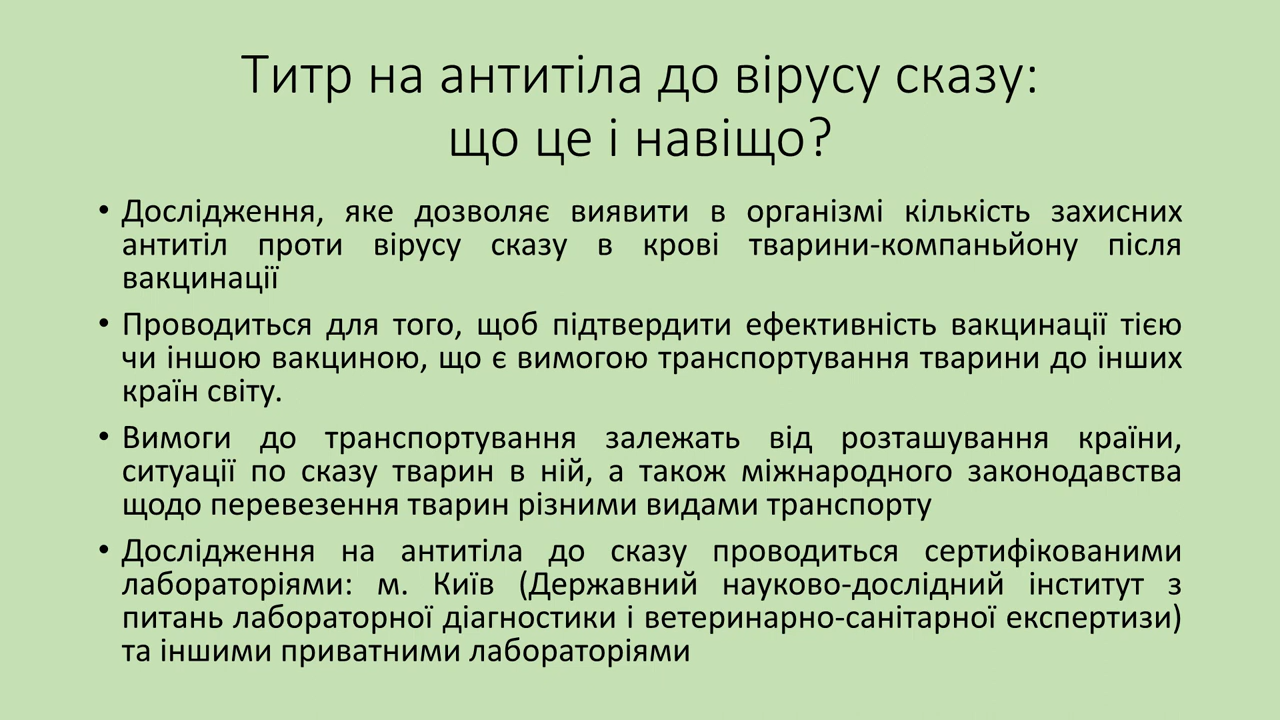 Титр на антитіла до вірусу сказу:
що це і навіщо?
• Дослідження, яке дозволяє виявити в організмі кількість захисних
антитіл проти вірусу сказу в крові тварини-компаньйону після
вакцинації
• Проводиться для того, щоб підтвердити ефективність вакцинації тією
чи іншою вакциною, що є вимогою транспортування тварини до інших
країн світу.
• Вимоги до транспортування залежать від розташування країни,
ситуації по сказу тварин в ній, а також міжнародного законодавства
щодо перевезення тварин різними видами транспорту
• Дослідження на антитіла до сказу проводиться сертифікованими
лабораторіями: м. Київ (Державний науково-дослідний інститут з
питань лабораторної діагностики і ветеринарно-санітарної експертизи)
та іншими приватними лабораторіями